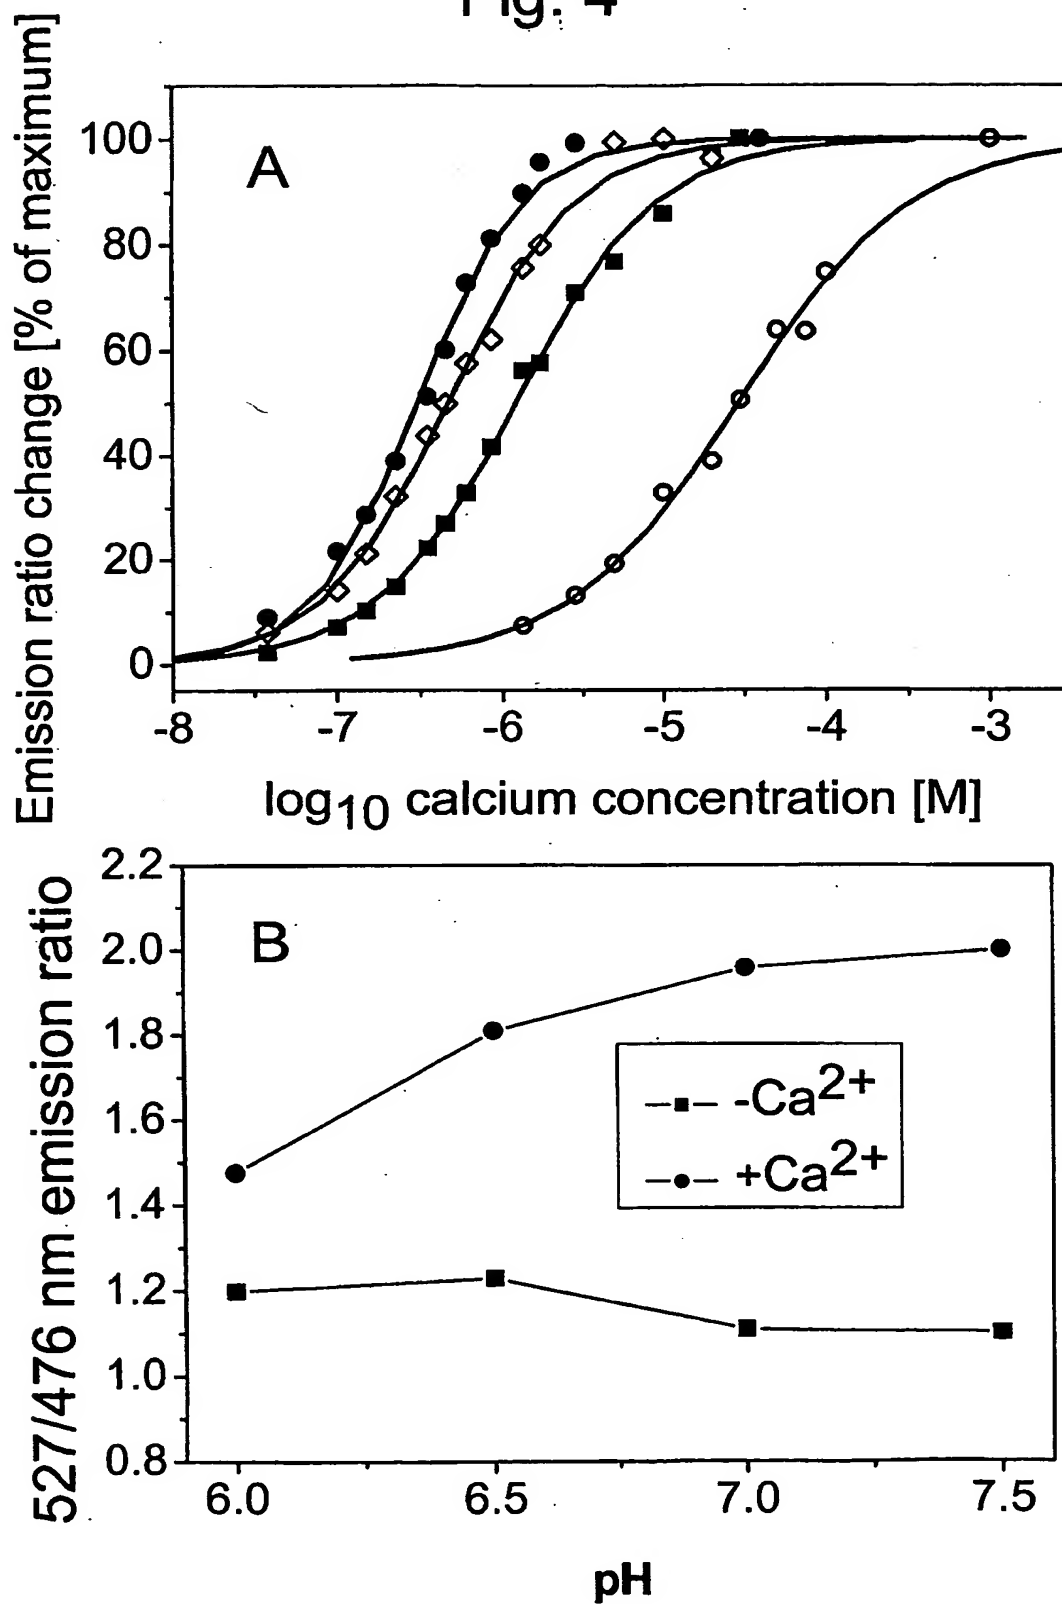 Fig. 4
Emission ratio change [% of maximum]
A
100
80
60
40
20
0
-8 -7 -6 -5 -4 -3
log10 calcium concentration [M]
527/476 nm emission ratio
B
2.2
2.0
1.8
1.6
1.4
1.2
1.0
0.8
-Ca2+
+Ca2+
6.0 6.5 7.0 7.5
pH